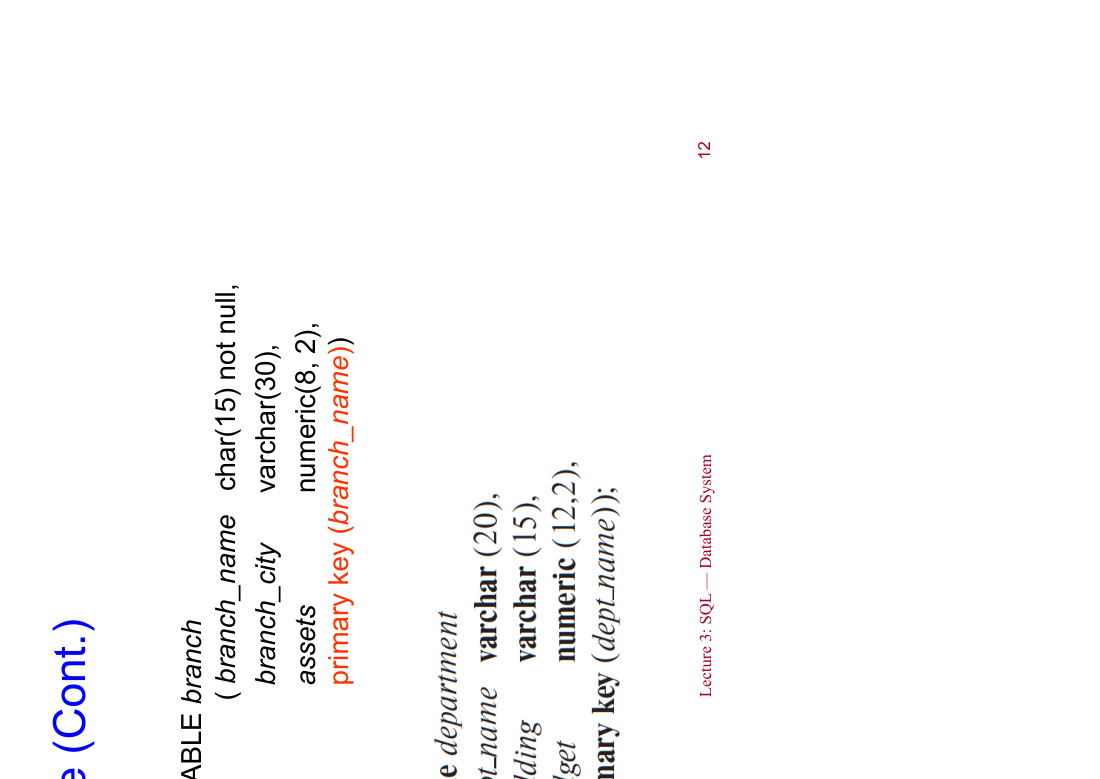 e (Cont.)
ABLE branch
( branch_name char(15) not null,
branch_city varchar(30),
assets numeric(8, 2),
primary key (branch_name))
e department
pt_name varchar (20),
lding varchar (15),
lget numeric (12,2),
mary key (dept_name));
Lecture 3: SQL — Database System 12